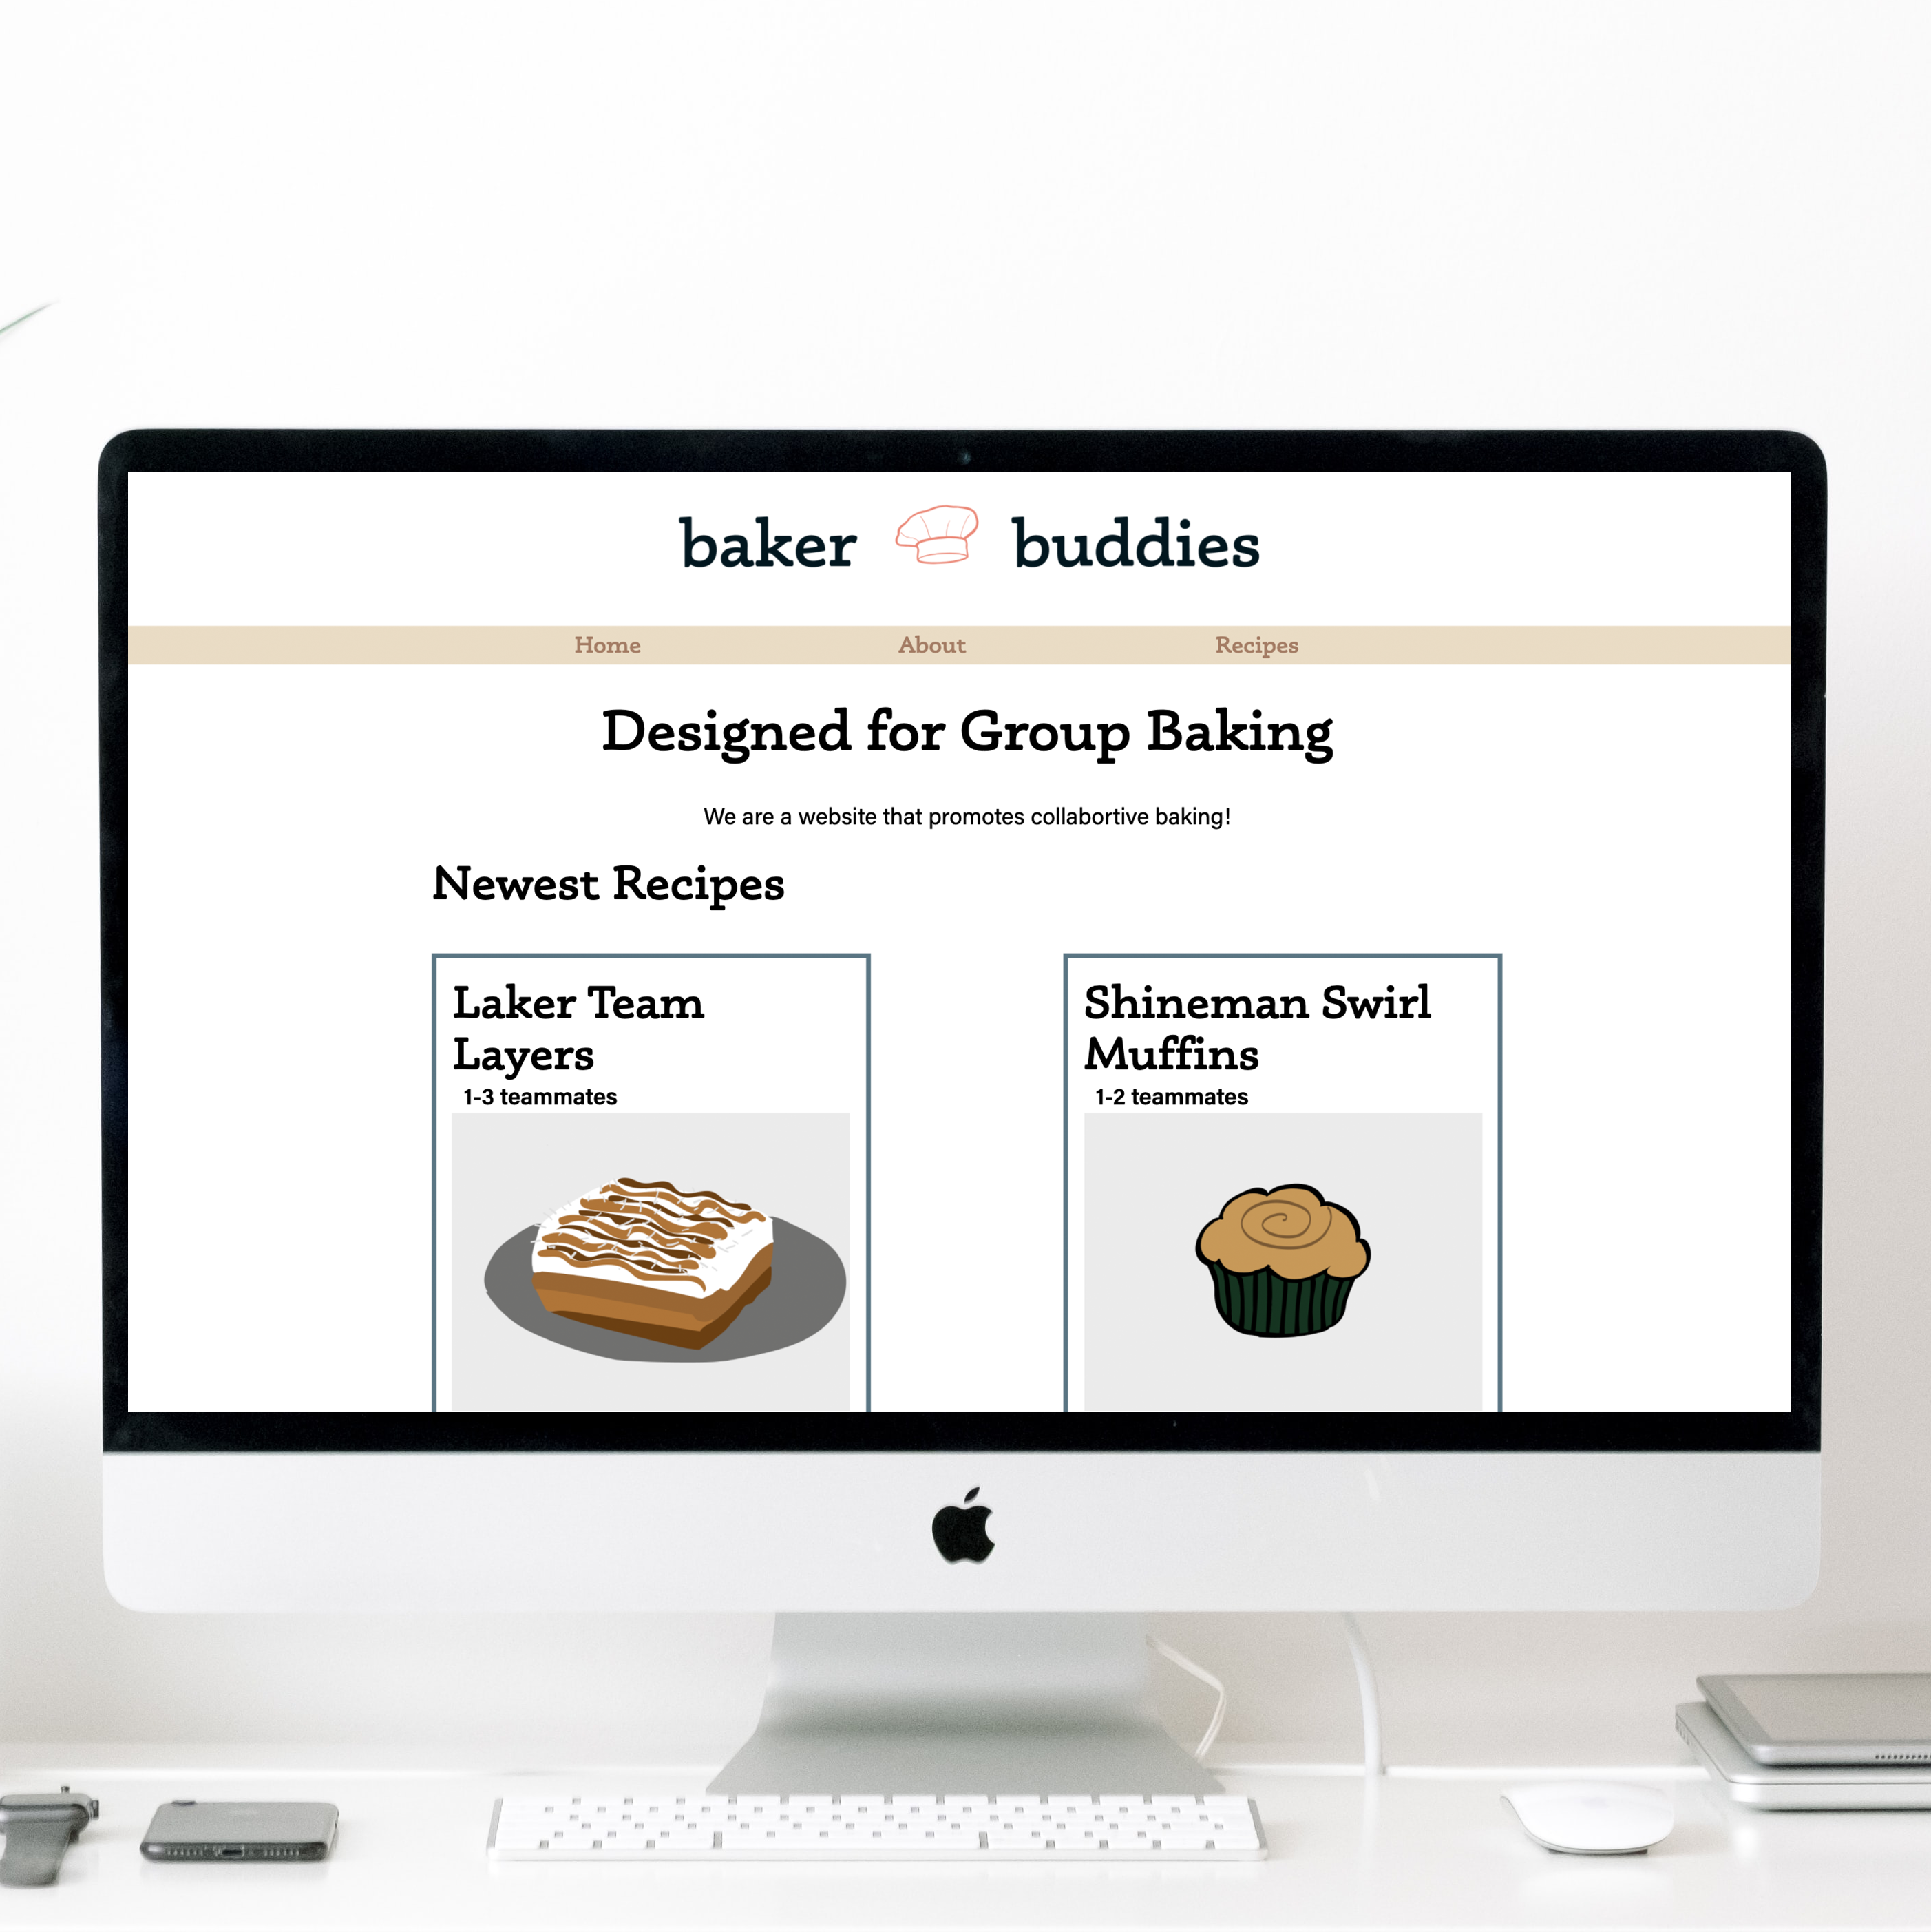 baker buddies
Home About Recipes
Designed for Group Baking
We are a website that promotes collabortive baking!
Newest Recipes
Laker Team
Layers
1-3 teammates
Shineman Swirl
Muffins
1-2 teammates